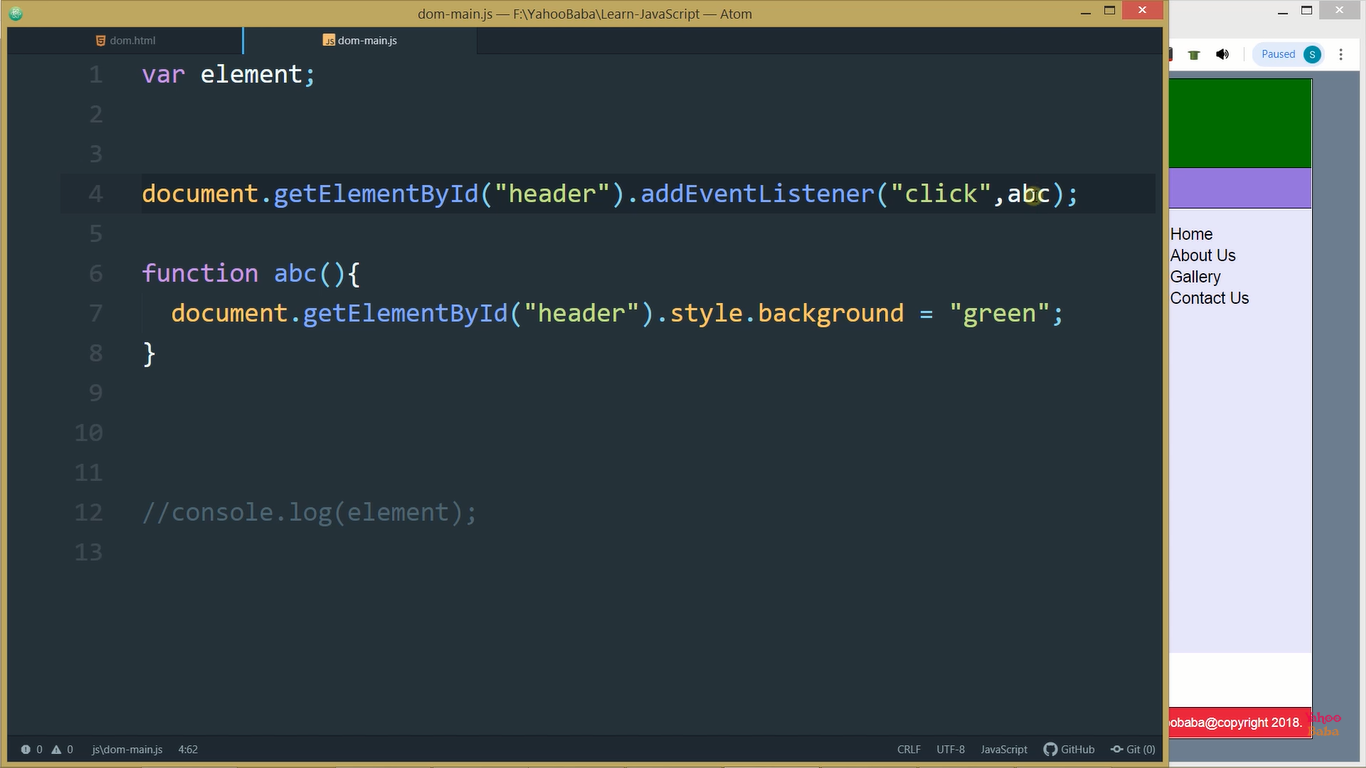 dom-main.js — F:\YahooBaba\Learn-JavaScript — Atom
dom.html
dom-main.js
Paused S
1 var element;
2
3
4 document.getElementById("header").addEventListener("click",abc);
5
6 function abc(){
7 document.getElementById("header").style.background = "green";
8 }
9
10
11
12 //console.log(element);
13
Home
About Us
Gallery
Contact Us
oobaba@copyright 2018.
Yahoo
Baba
0 0 js\dom-main.js 4:62 CRLF UTF-8 JavaScript GitHub Git (0)